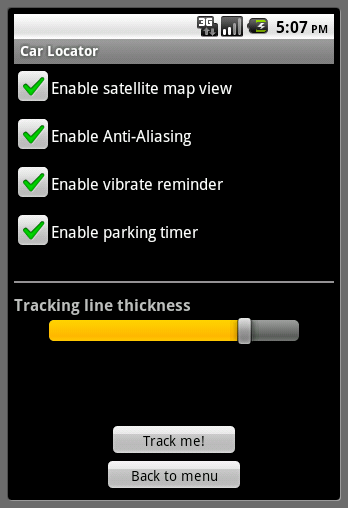 3G 5:07 PM
Car Locator
Enable satellite map view
Enable Anti-Aliasing
Enable vibrate reminder
Enable parking timer
Tracking line thickness
Track me!
Back to menu